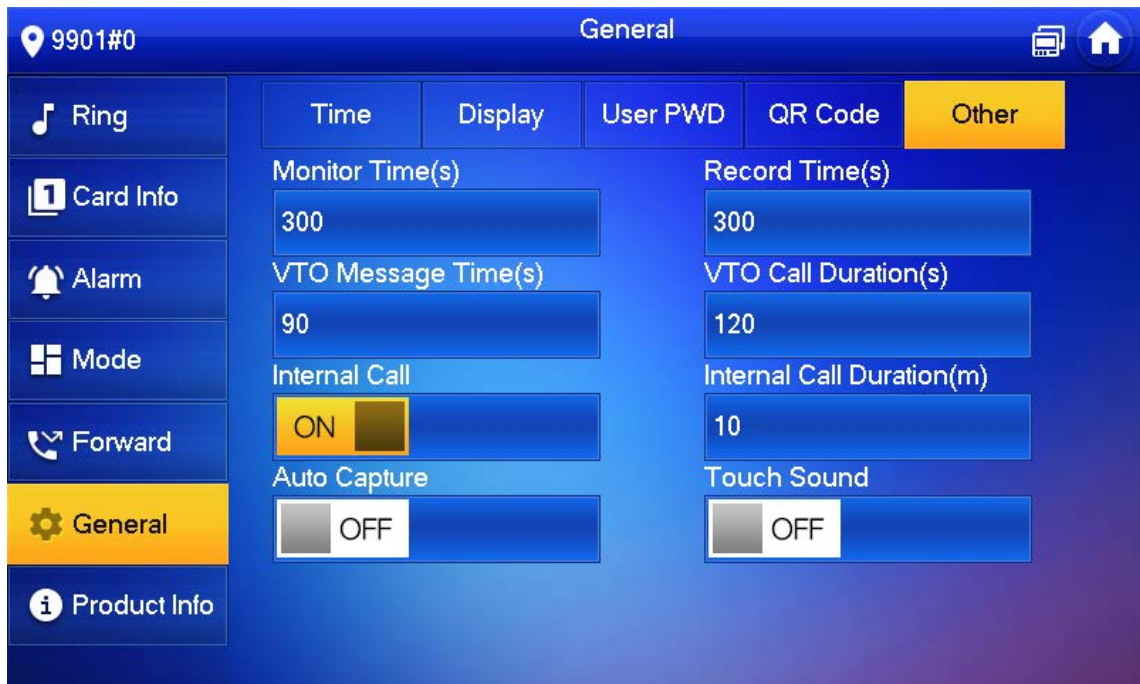 9901#0
General
Ring
Card Info
Alarm
Mode
Forward
General
Product Info
Time
Display
User PWD
QR Code
Other
Monitor Time(s)
300
Record Time(s)
300
VTO Message Time(s)
90
VTO Call Duration(s)
120
Internal Call
ON
Internal Call Duration(m)
10
Auto Capture
OFF
Touch Sound
OFF